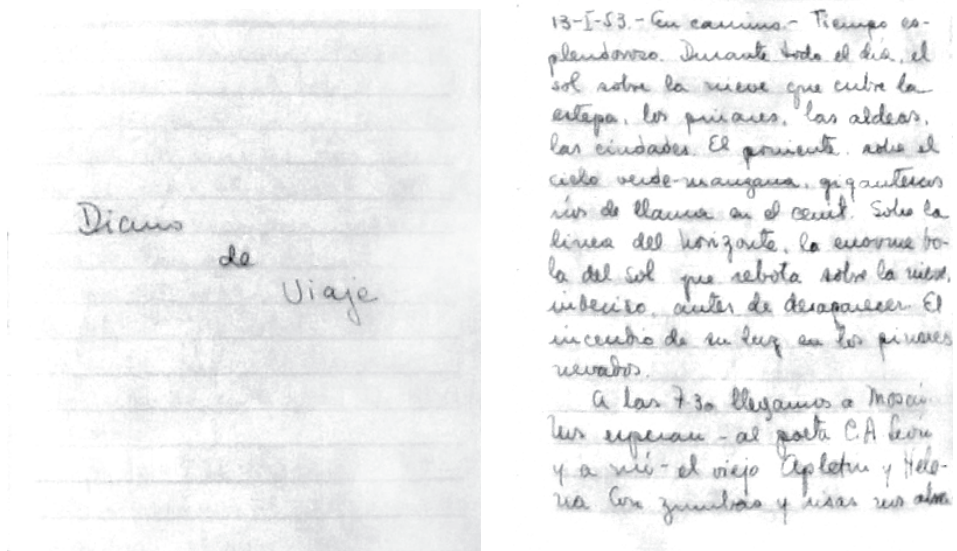 Diario
de
Viaje
13-I-53.- En camino.- Tiempo es-
plendoroso. Durante todo el día, el
sol sobre la nieve que cubre la
estepa, los pinares, las aldeas,
las ciudades. El poniente sobre el
cielo verde-manzana, gigantescos
ríos de llama en el cenit. Sobre la
línea del horizonte, la enorme bo-
la del sol que rebota sobre la nieve,
indeciso, antes de desaparecer. El
incendio de su luz en los pinares
nevados.
A las 7 30 llegamos a Moscú
Nos esperan - al poeta C.A León
y a mí - el viejo Apletin y Hele-
na Con zumbas y risas nos